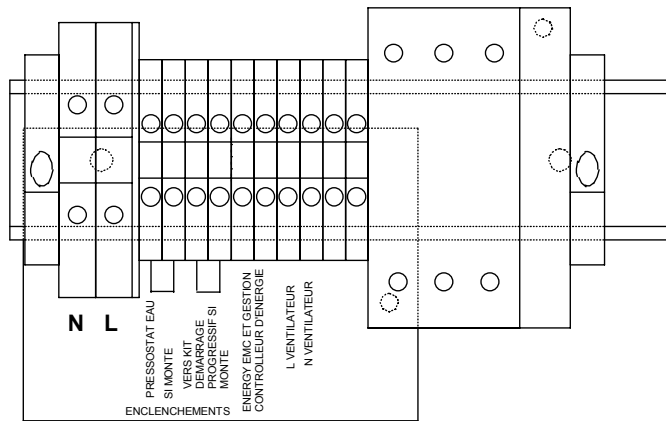 N L
PRESSOSTAT EAU
SI MONTE
VERS KIT
DEMARRAGE
PROGRESSIF SI
MONTE
ENERGY EMC ET GESTION
CONTROLLEUR D'ENERGIE
L VENTILATEUR
N VENTILATEUR
ENCLENCHEMENTS